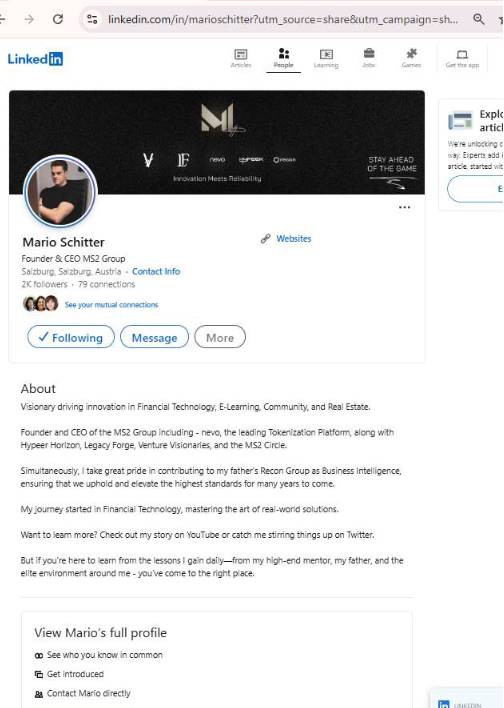 linkedin.com/in/marioschitter?utm_source=share&utm_campaign=sh...
Linkedin
Articles
People
Learning
Jobs
Games
Get the app
nevo
HYPEER
recon
Innovation Meets Reliability
STAY AHEAD
OF THE GAME
Explo
articl
We're unlocking c
way. Experts add i
article, started wit
E
Mario Schitter
Websites
Founder & CEO MS2 Group
Salzburg, Salzburg, Austria · Contact Info
2K followers · 79 connections
See your mutual connections
Following
Message
More
About
Visionary driving innovation in Financial Technology, E-Learning, Community, and Real Estate.
Founder and CEO of the MS2 Group including - nevo, the leading Tokenization Platform, along with
Hypeer Horizon, Legacy Forge, Venture Visionaries, and the MS2 Circle.
Simultaneously, I take great pride in contributing to my father's Recon Group as Business Intelligence,
ensuring that we uphold and elevate the highest standards for many years to come.
My journey started in Financial Technology, mastering the art of real-world solutions.
Want to learn more? Check out my story on YouTube or catch me stirring things up on Twitter.
But if you're here to learn from the lessons I gain daily—from my high-end mentor, my father, and the
elite environment around me - you've come to the right place.
View Mario's full profile
See who you know in common
Get introduced
Contact Mario directly
in LINKEDIN